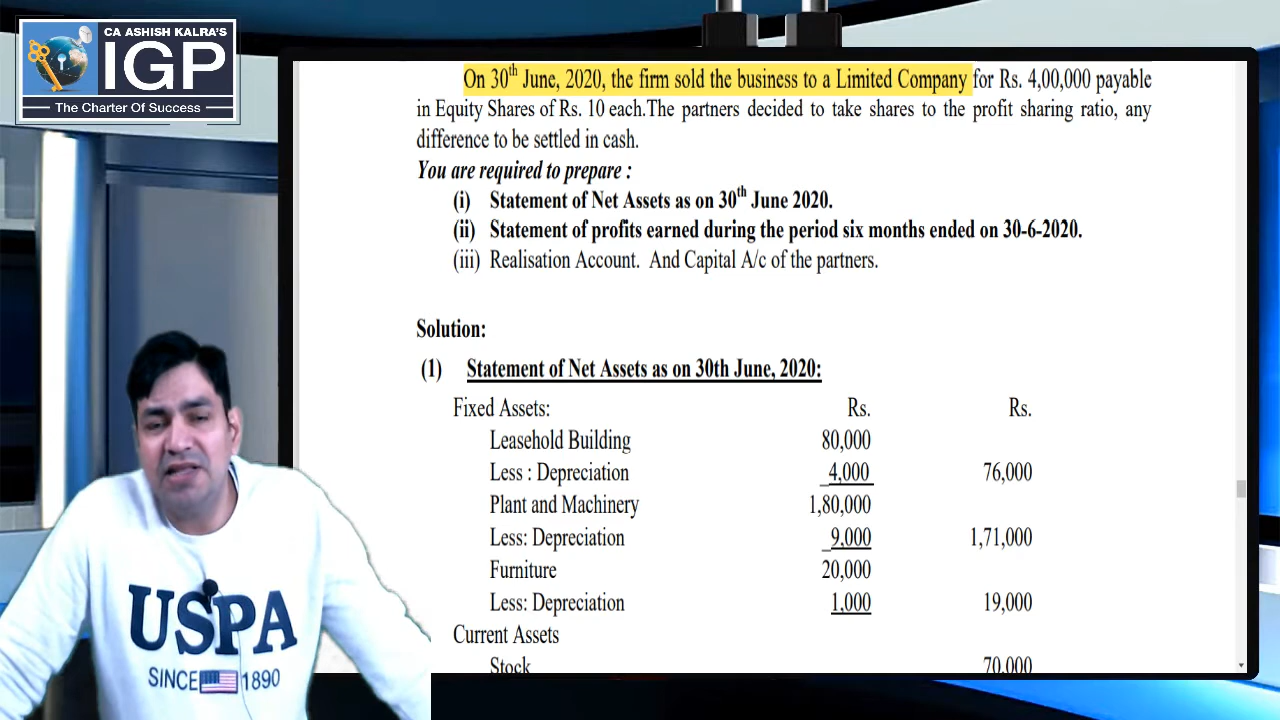 CA ASHISH KALRA'S
IGP
The Charter Of Success
On 30th June, 2020, the firm sold the business to a Limited Company for Rs. 4,00,000 payable
in Equity Shares of Rs. 10 each.The partners decided to take shares to the profit sharing ratio, any
difference to be settled in cash.
You are required to prepare :
(i) Statement of Net Assets as on 30th June 2020.
(ii) Statement of profits earned during the period six months ended on 30-6-2020.
(iii) Realisation Account. And Capital A/c of the partners.
Solution:
(1) Statement of Net Assets as on 30th June, 2020:
Fixed Assets: Rs. Rs.
Leasehold Building 80,000
Less : Depreciation 4,000 76,000
Plant and Machinery 1,80,000
Less: Depreciation 9,000 1,71,000
Furniture 20,000
Less: Depreciation 1,000 19,000
Current Assets
Stock 70,000
USPA
SINCE 1890